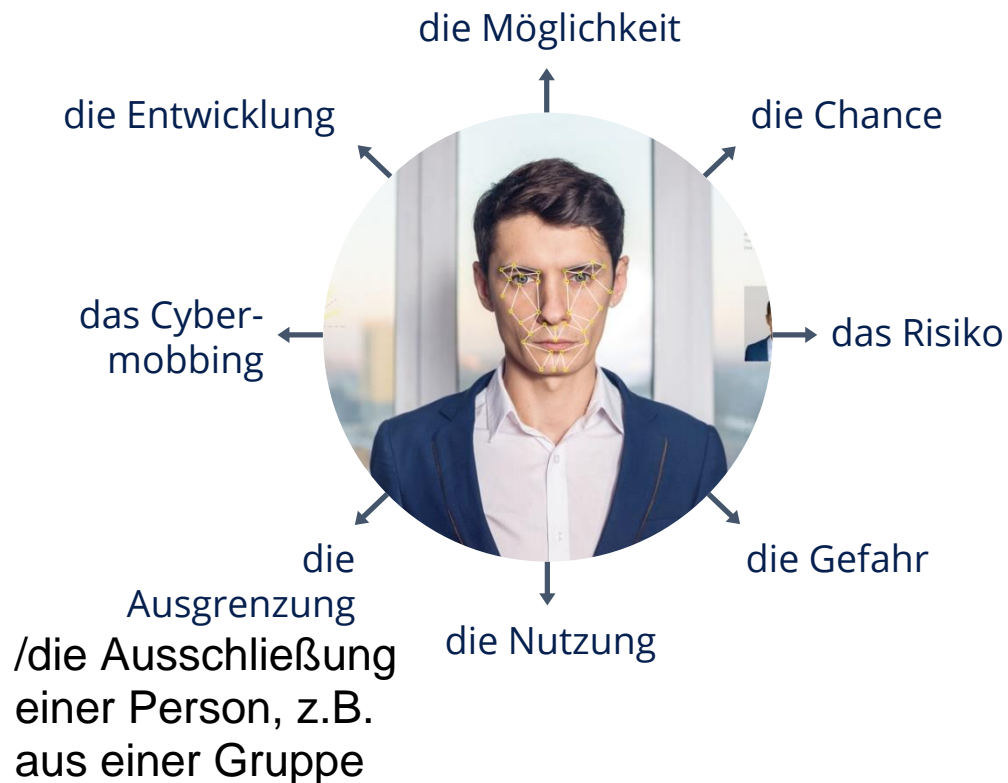 die Möglichkeit
die Entwicklung
die Chance
das Cyber-
mobbing
das Risiko
die
Ausgrenzung
/die Ausschließung
einer Person, z.B.
aus einer Gruppe
die Nutzung
die Gefahr